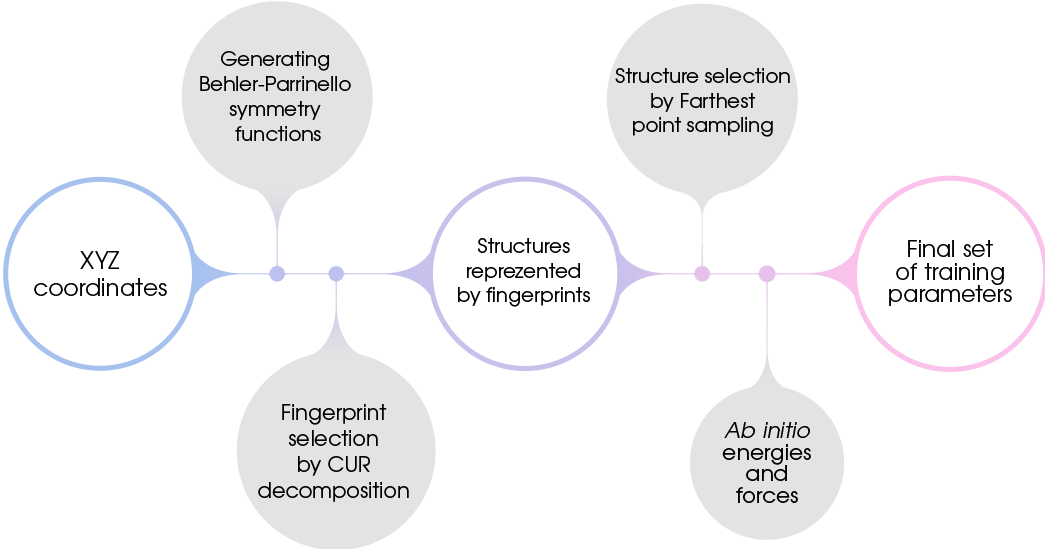 Generating
Behler-Parrinello
symmetry
functions
Structure selection
by Farthest
point sampling
XYZ
coordinates
Structures
reprezented
by fingerprints
Final set
of training
parameters
Fingerprint
selection
by CUR
decomposition
Ab initio
energies
and
forces